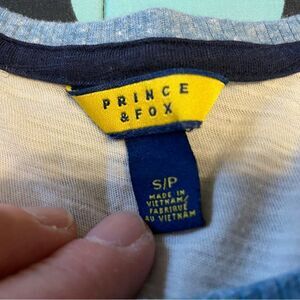 PRINCE
& FOX
S/P
MADE IN
VIETNAM/
FABRIQUÉ
AU VIETNAM